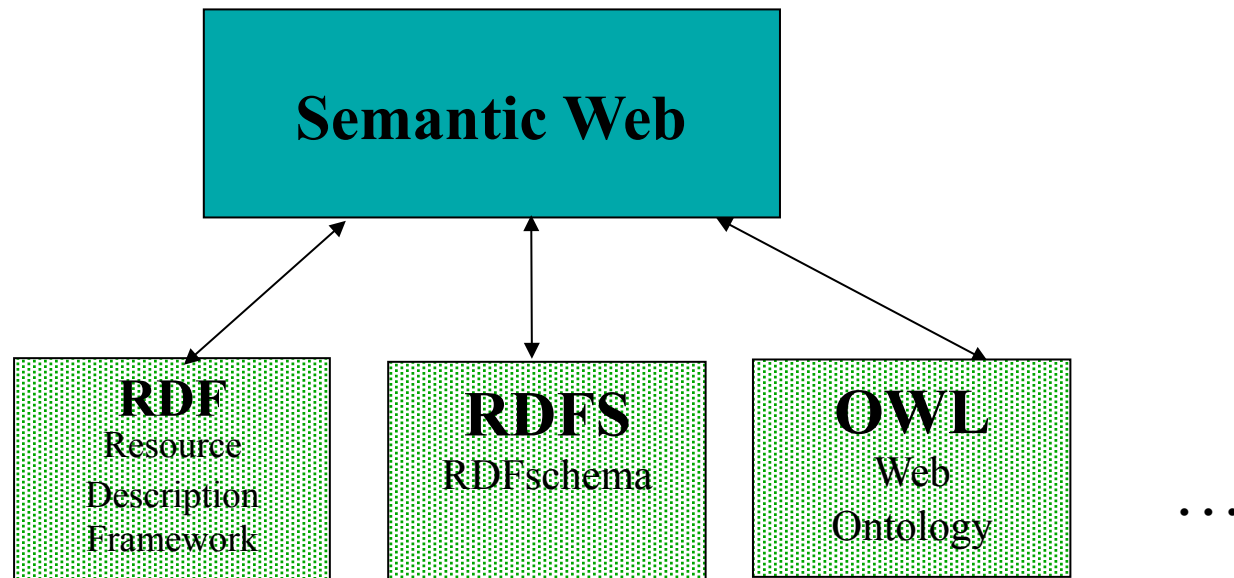 Semantic Web
RDF
Resource
Description
Framework
RDFS
RDFschema
OWL
Web
Ontology
...